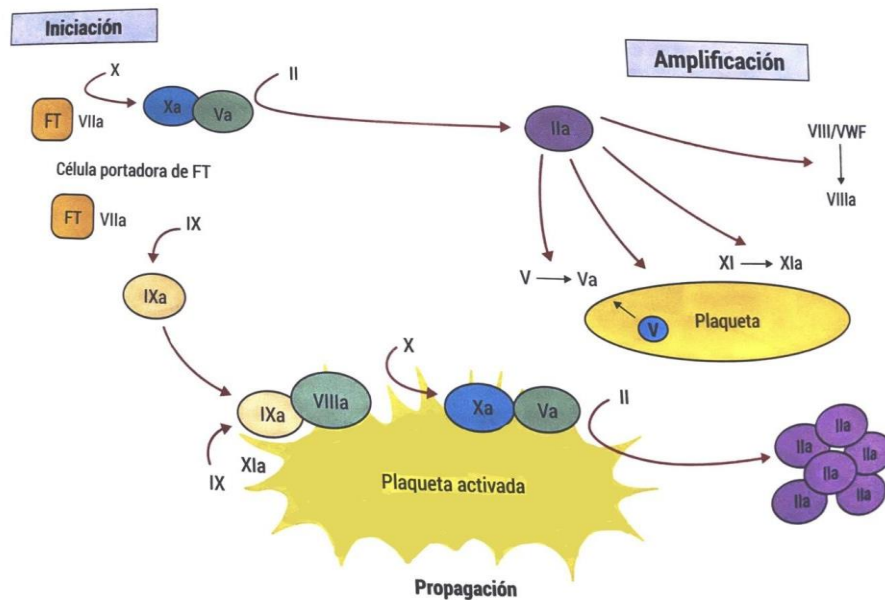 Iniciación
Amplificación
X
II
Xa
Va
FT
VIIa
IIa
VIII/VWF
VIIIa
Célula portadora de FT
FT
VIIa
IX
IXa
V → Va
XI → XIa
V
Plaqueta
X
IXa
VIIIa
Xa
Va
II
IX
XIa
Plaqueta activada
IIa
IIa
IIa
IIa
IIa
IIa
Propagación